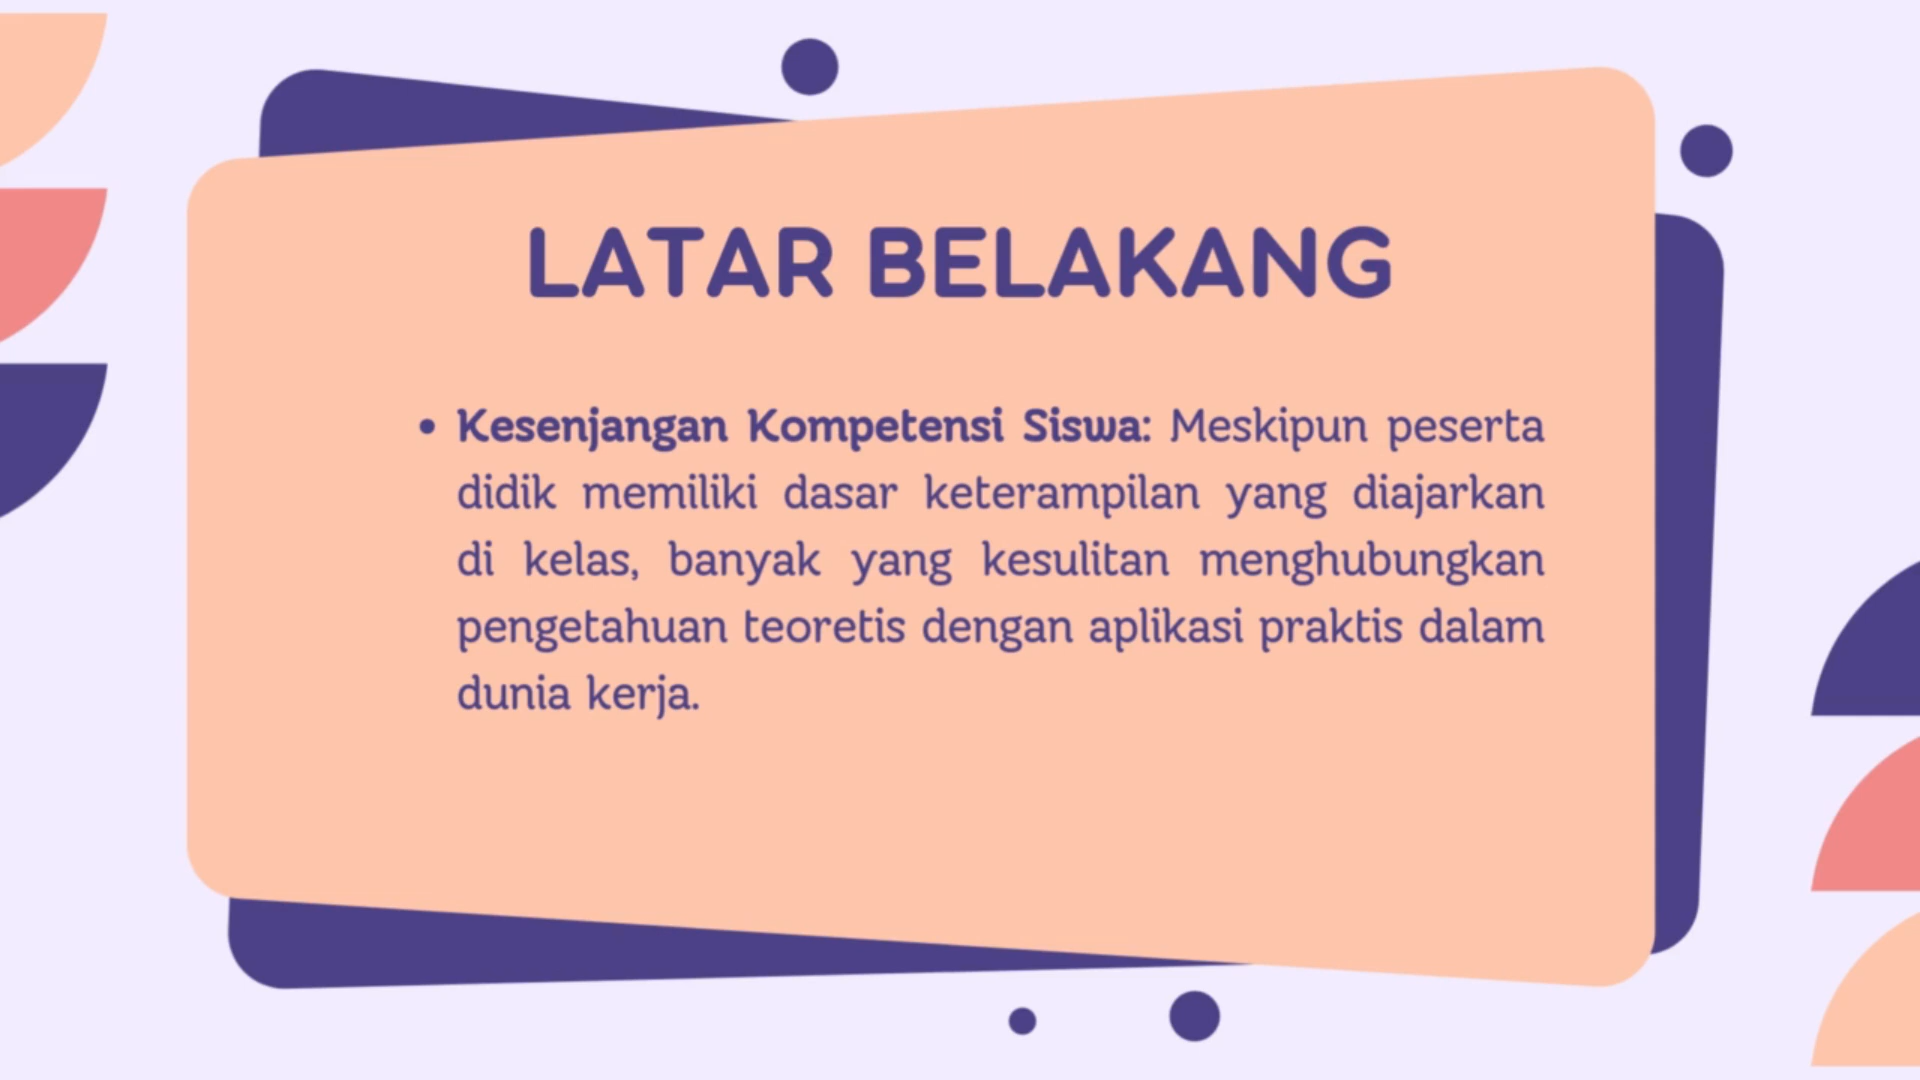 LATAR BELAKANG
• Kesenjangan Kompetensi Siswa: Meskipun peserta
didik memiliki dasar keterampilan yang diajarkan
di kelas, banyak yang kesulitan menghubungkan
pengetahuan teoretis dengan aplikasi praktis dalam
dunia kerja.